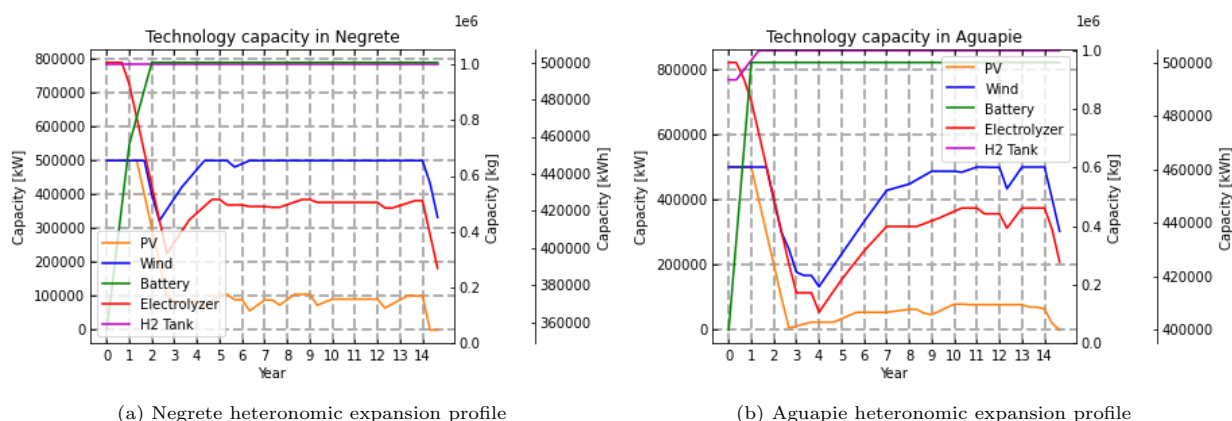 Technology capacity in Negrete
1e6
800000
700000
600000
500000
400000
300000
200000
100000
0
Capacity [kW]
PV
Wind
Battery
Electrolyzer
H2 Tank
0 1 2 3 4 5 6 7 8 9 10 11 12 13 14
Year
1.0
0.8
0.6
0.4
0.2
0.0
Capacity [kg]
500000
480000
460000
440000
420000
400000
380000
360000
Capacity [kWh]
(a) Negrete heteronomic expansion profile
Technology capacity in Aguapie
1e6
800000
600000
400000
200000
0
Capacity [kW]
PV
Wind
Battery
Electrolyzer
H2 Tank
0 1 2 3 4 5 6 7 8 9 10 11 12 13 14
Year
1.0
0.8
0.6
0.4
0.2
0.0
Capacity [kg]
500000
480000
460000
440000
420000
400000
Capacity [kWh]
(b) Aguapie heteronomic expansion profile